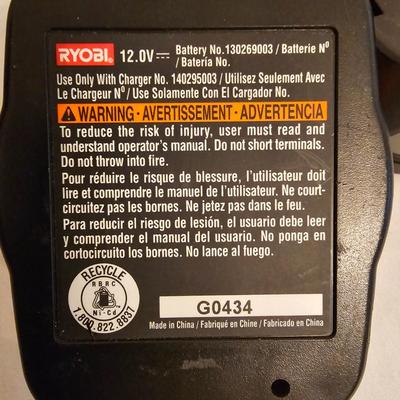 RYOBI. 12.0V⎓ Battery No.130269003 / Batterie Nº
/ Batería No.
Use Only With Charger No. 140295003 / Utilisez Seulement Avec
Le Chargeur Nº / Use Solamente Con El Cargador No.
WARNING · AVERTISSEMENT · ADVERTENCIA
To reduce the risk of injury, user must read and
understand operator's manual. Do not short terminals.
Do not throw into fire.
Pour réduire le risque de blessure, l'utilisateur doit
lire et comprendre le manuel de l'utilisateur. Ne court-
circuitez pas les bornes. Ne jetez pas dans le feu.
Para reducir el riesgo de lesión, el usuario debe leer
y comprender el manual del usuario. No ponga en
cortocircuito los bornes. No lance al fuego.
RECYCLE
RBRC
Ni-Cd
1.800.822.8837
G0434
Made in China / Fabriqué en Chine / Fabricado en China